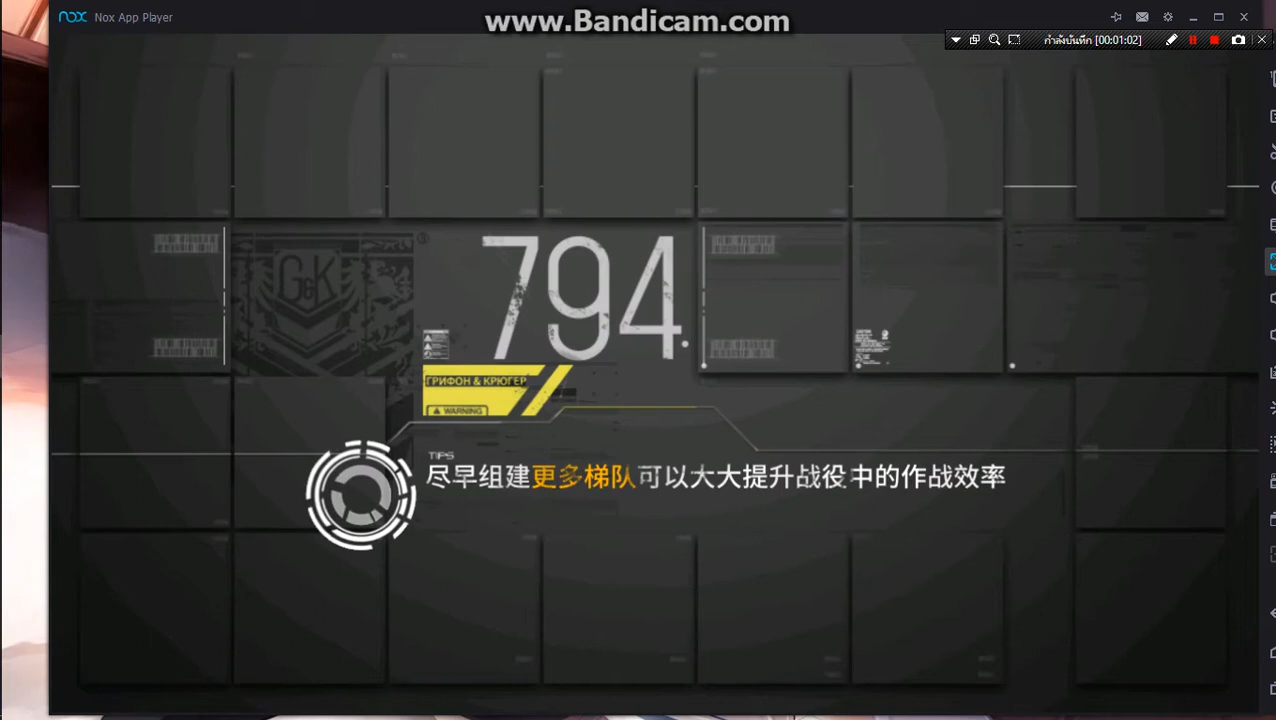 nox Nox App Player
www.Bandicam.com
กำลังบันทึก [00:01:02]
G&K
794.
ГРИФОН & КРЮГЕР
WARNING
TIPS
尽早组建更多梯队可以大大提升战役中的作战效率